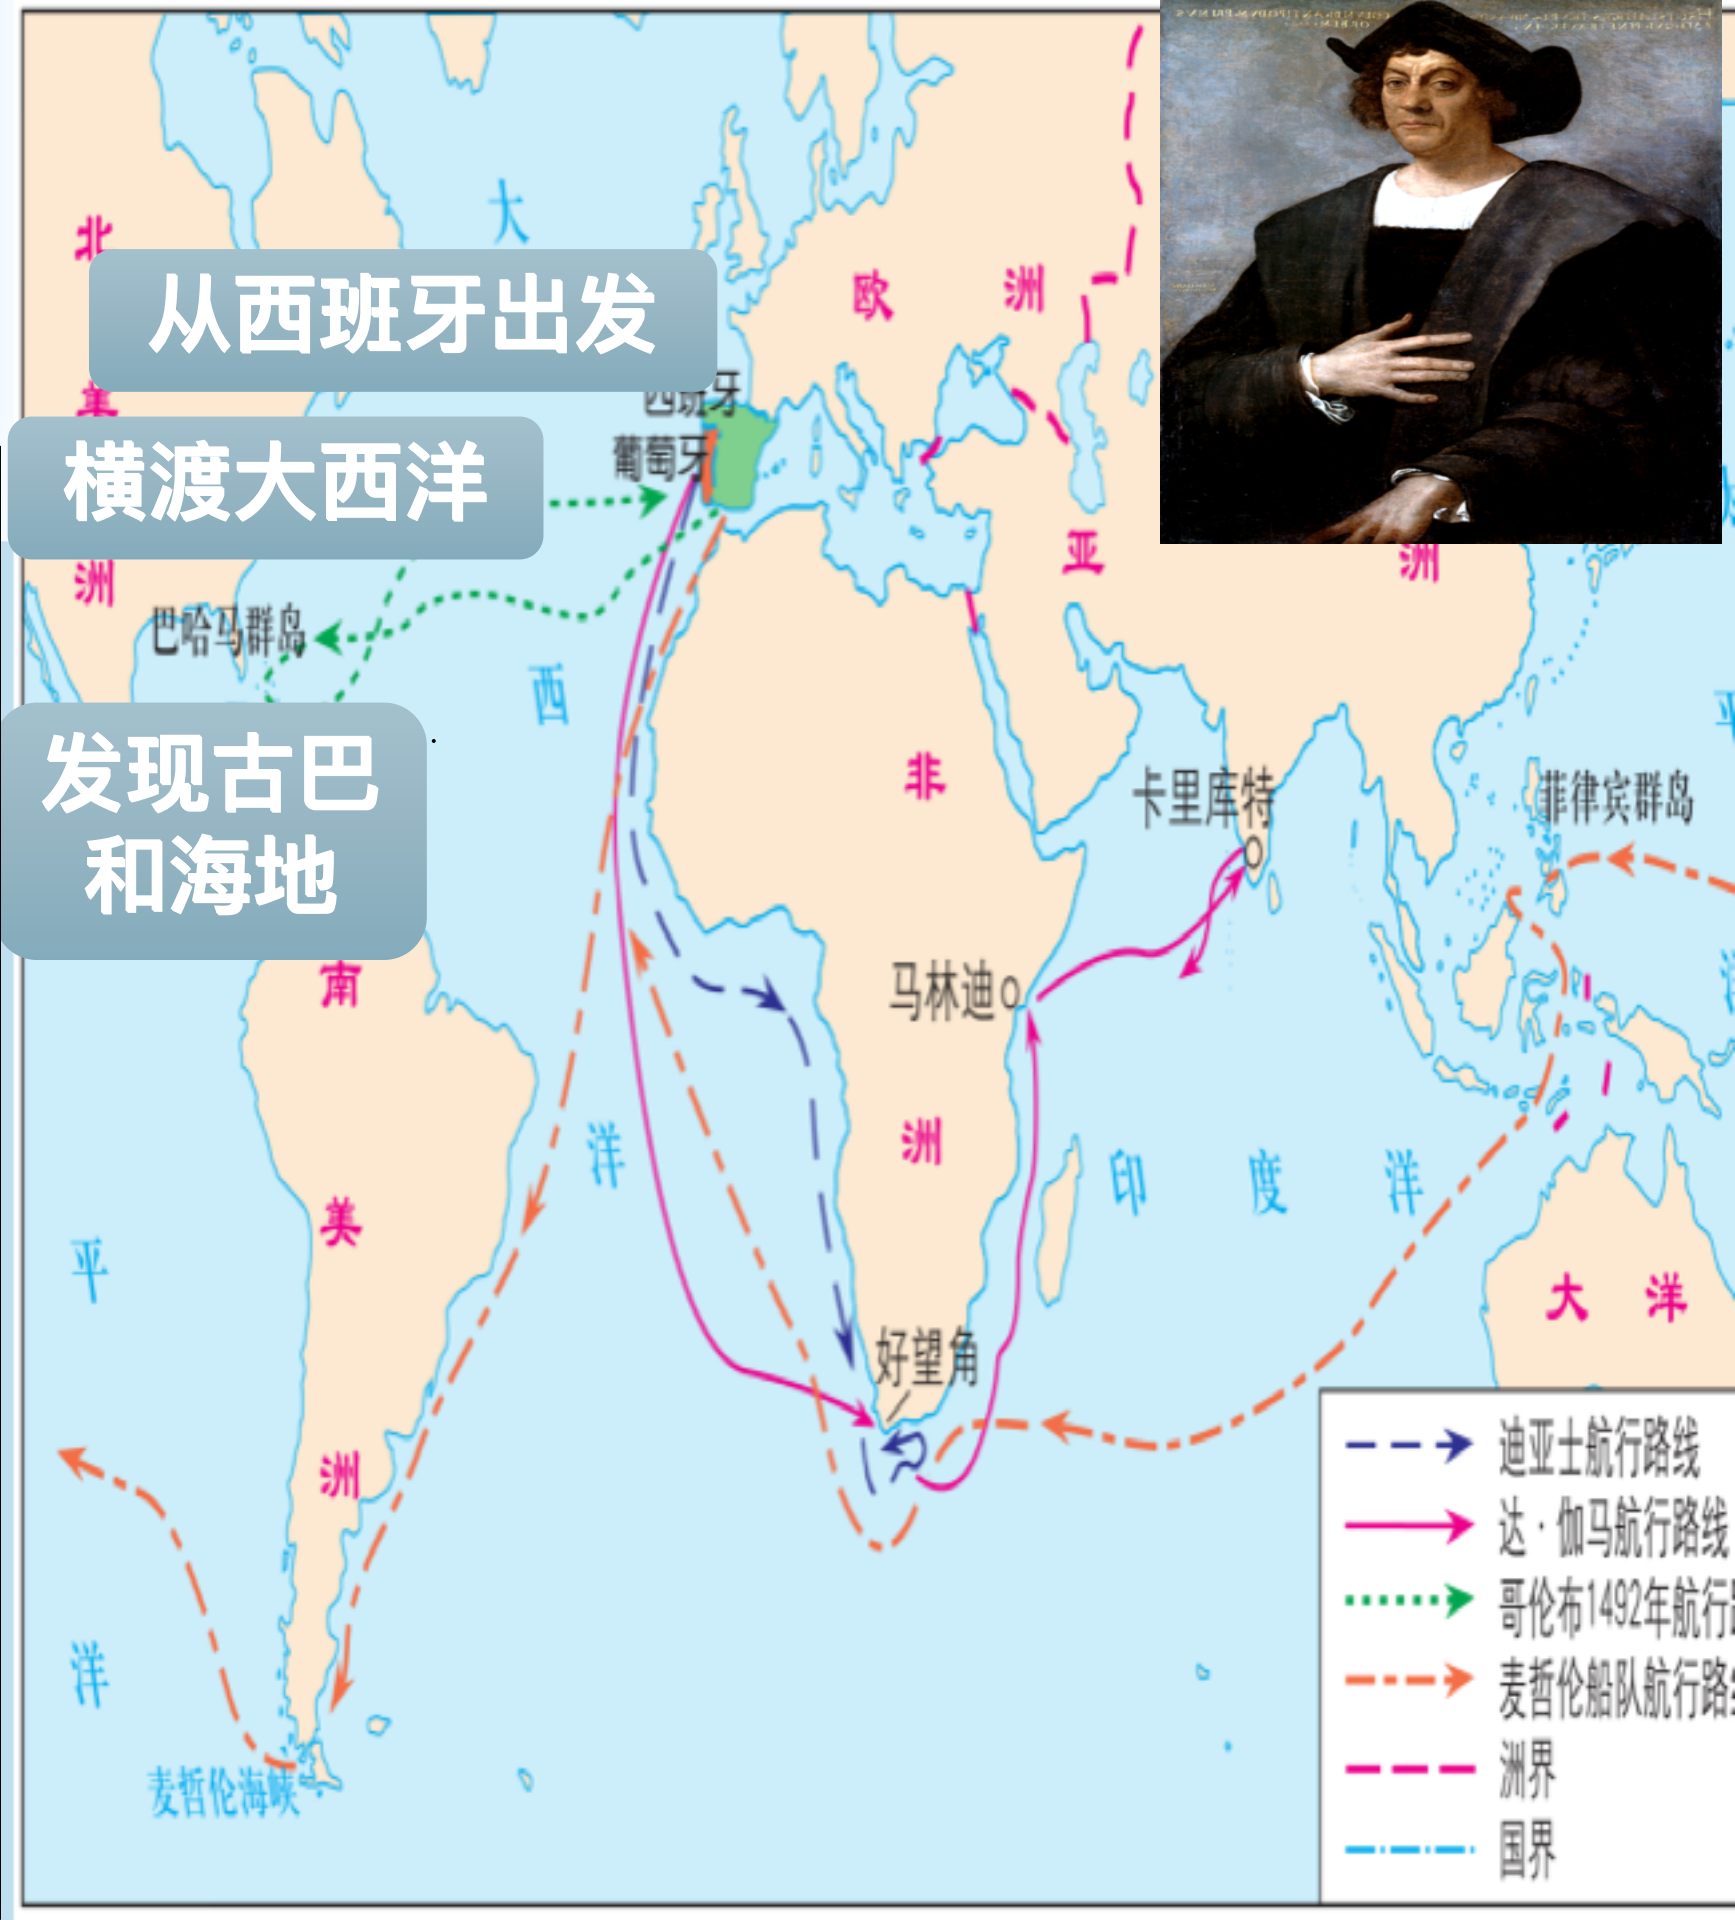 大
北
从西班牙出发
欧 洲
美
西班牙
葡萄牙
横渡大西洋
亚 洲
洲
巴哈马群岛
西
发现古巴
和海地
平
非
卡里库特
菲律宾群岛
南
马林迪
洋
洲
印 度 洋
美
平
大 洋
好望角
洲
迪亚士航行路线
达·伽马航行路线
哥伦布1492年航行
麦哲伦船队航行路
洋
洲界
麦哲伦海峡
国界